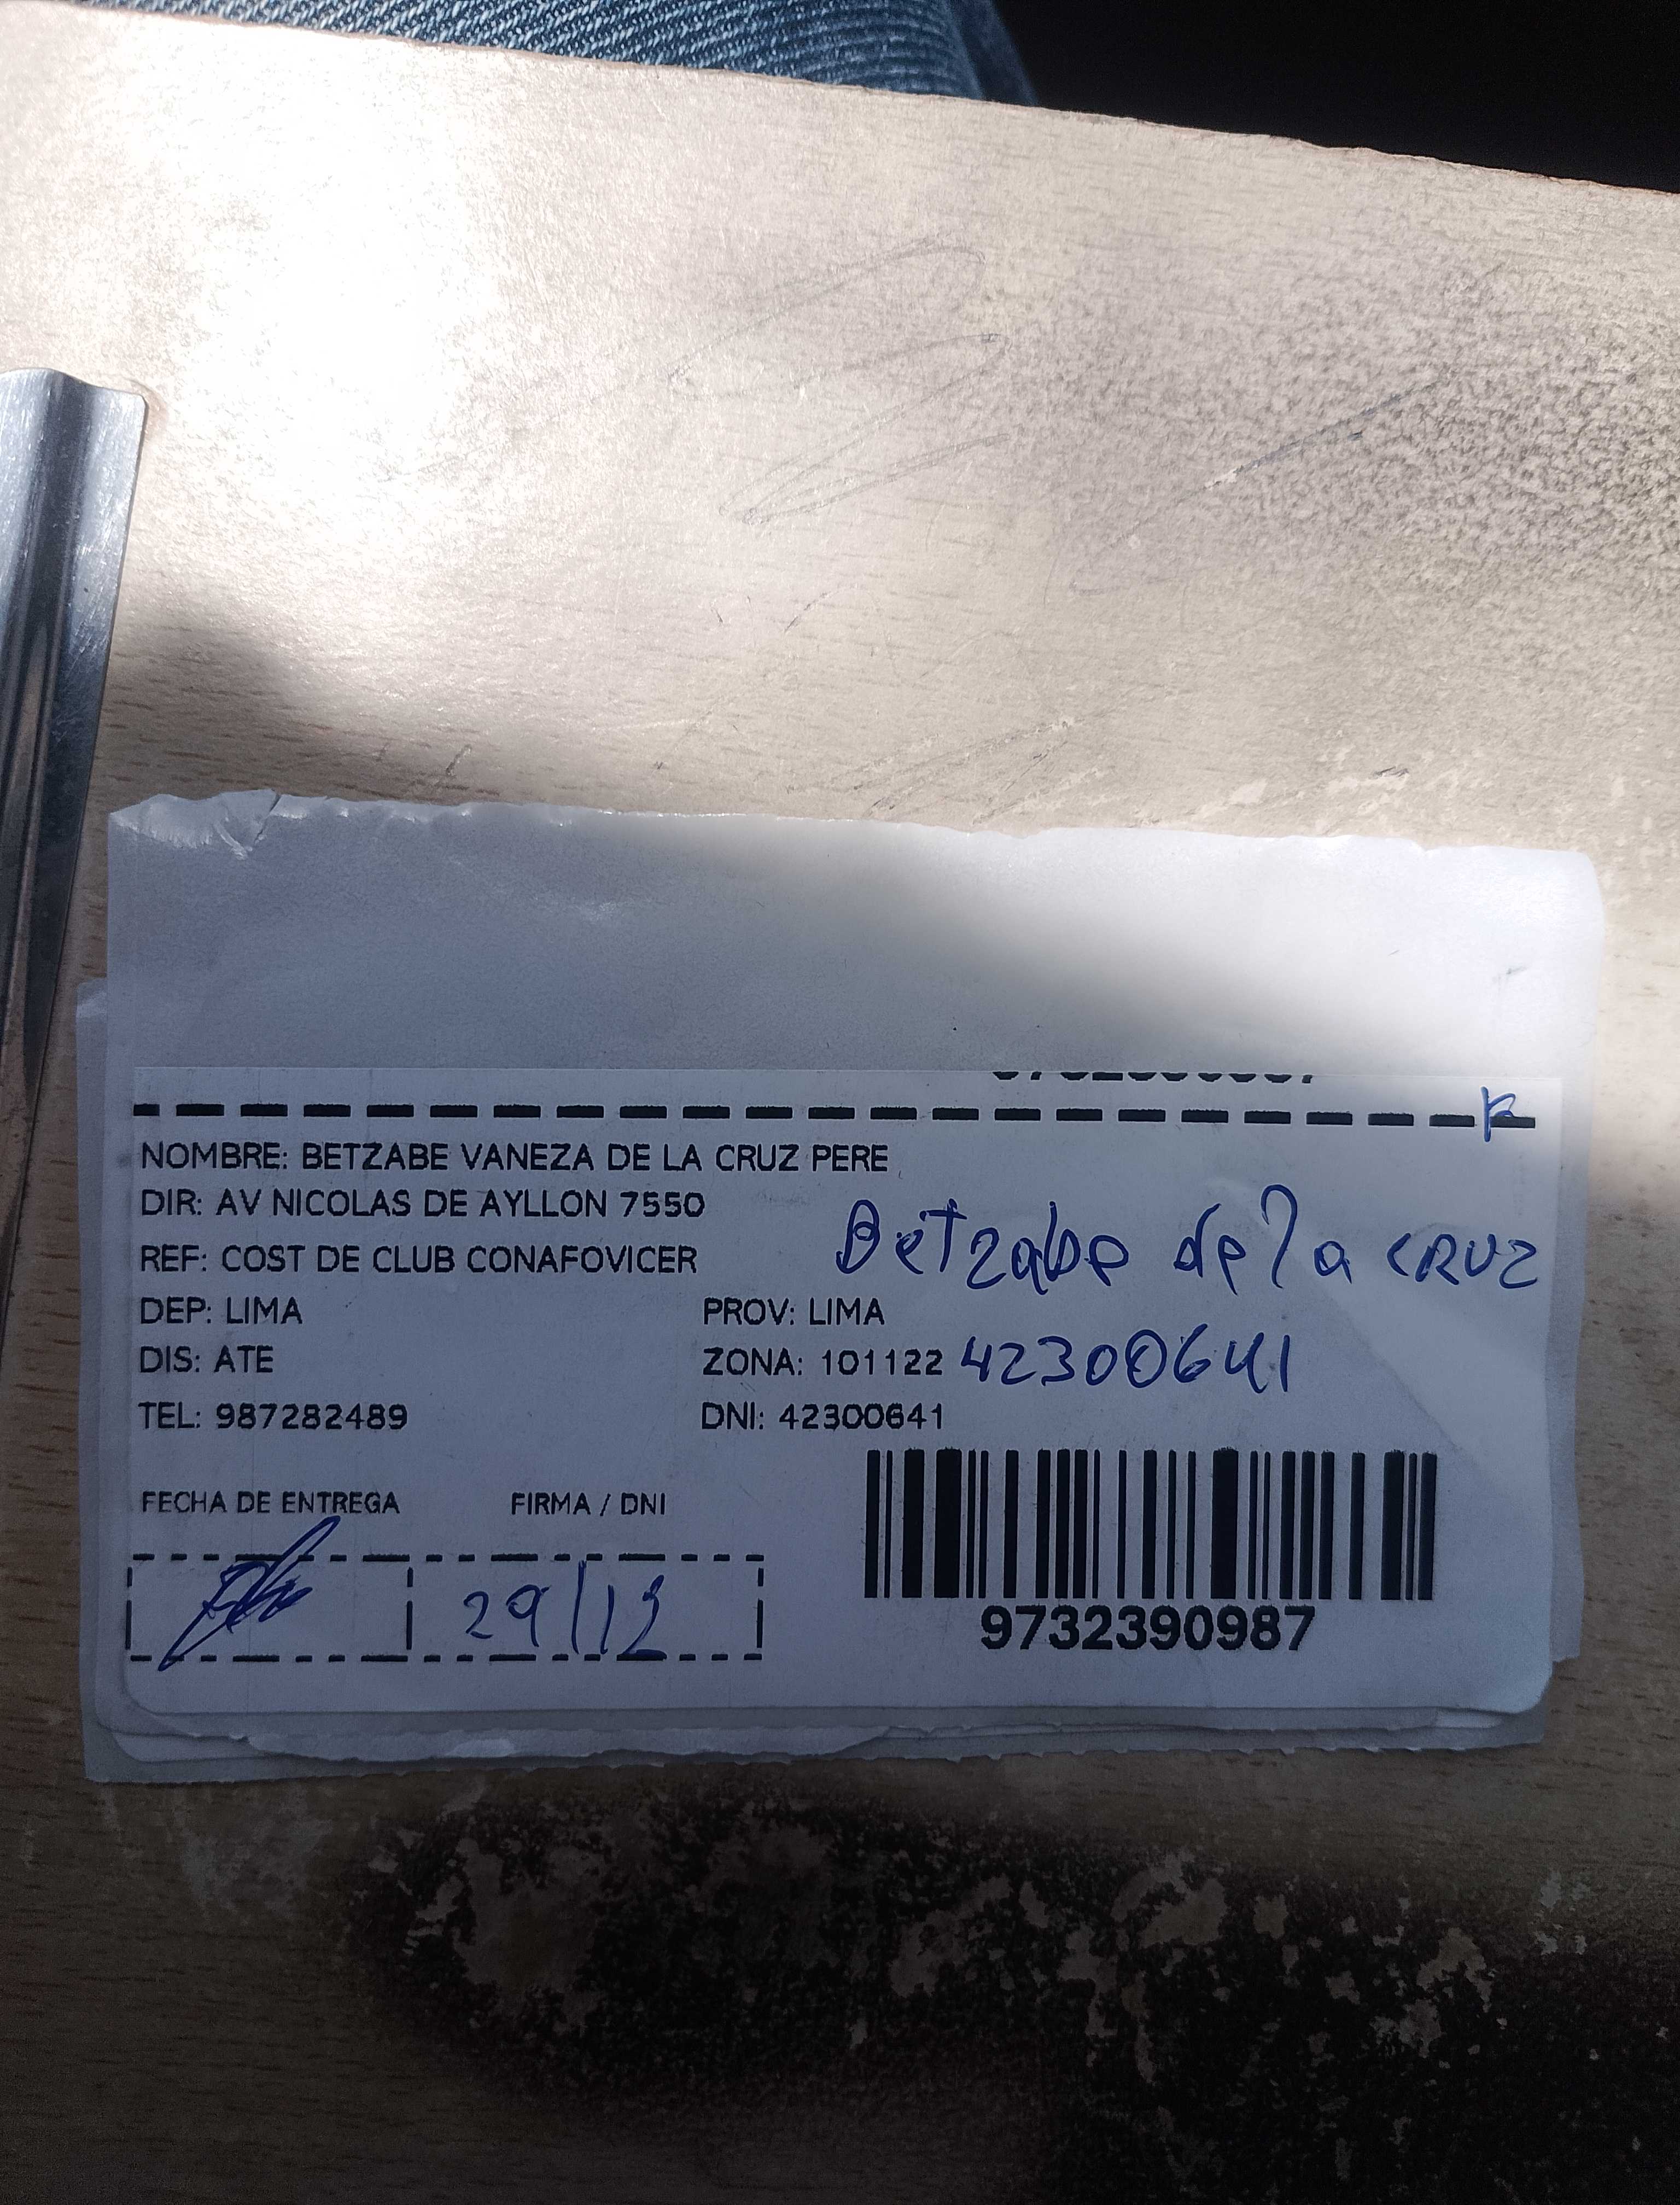 NOMBRE: BETZABE VANEZA DE LA CRUZ PERE
DIR: AV NICOLAS DE AYLLON 7550
Betzabe de la CRUZ
REF: COST DE CLUB CONAFOVICER
DEP: LIMA PROV: LIMA
DIS: ATE ZONA: 101122 42300641
TEL: 987282489 DNI: 42300641
FECHA DE ENTREGA FIRMA / DNI
29/12
9732390987